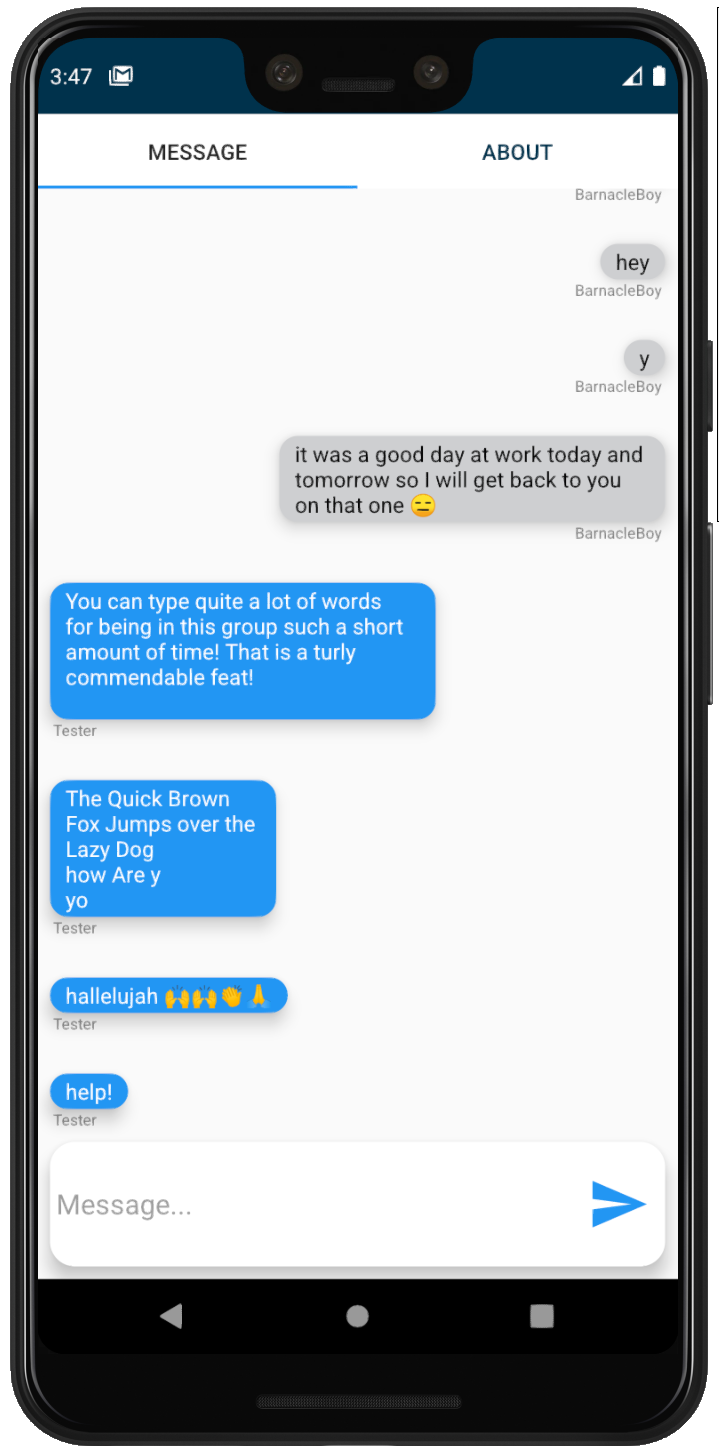 3:47
MESSAGE ABOUT
BarnacleBoy
hey
BarnacleBoy
y
BarnacleBoy
it was a good day at work today and
tomorrow so I will get back to you
on that one 😑
BarnacleBoy
You can type quite a lot of words
for being in this group such a short
amount of time! That is a turly
commendable feat!
Tester
The Quick Brown
Fox Jumps over the
Lazy Dog
how Are y
yo
Tester
hallelujah 🙌🙌👏🙏
Tester
help!
Tester
Message...